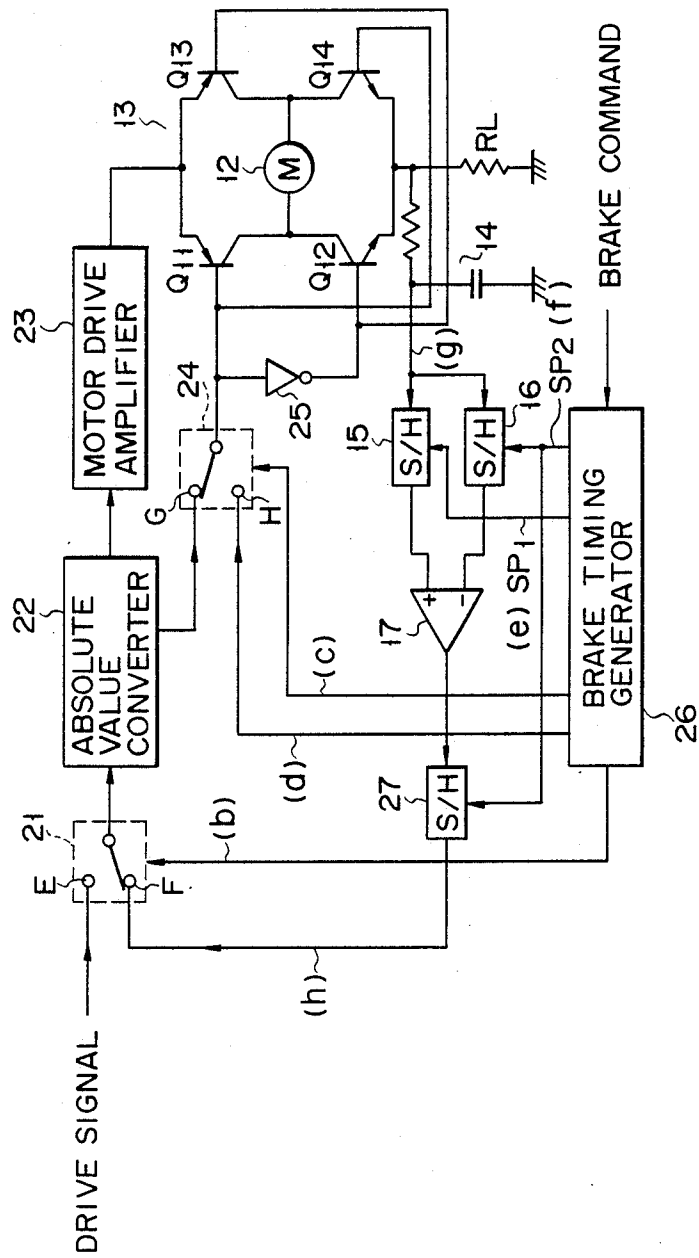 DRIVE SIGNAL
21
E
F
(b)
(h)
22
ABSOLUTE
VALUE
CONVERTER
23
MOTOR DRIVE
AMPLIFIER
24
G
H
25
(c)
(d)
13
12
M
Q11
Q12
Q13
Q14
RL
14
(g)
15
S/H
16
S/H
17
+
−
27
S/H
(e) SP1
SP2 (f)
BRAKE TIMING
GENERATOR
26
BRAKE COMMAND